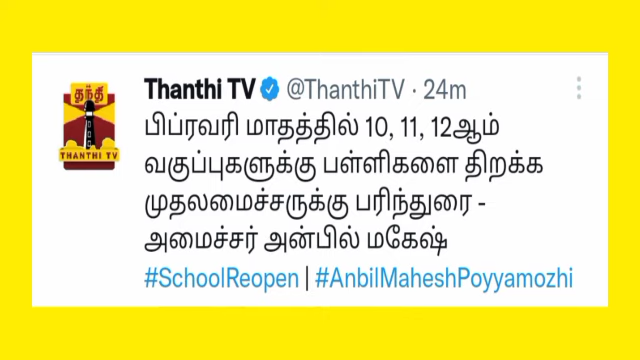 தந்தி
THANTHI TV
Thanthi TV @ThanthiTV · 24m
பிப்ரவரி மாதத்தில் 10, 11, 12ஆம்
வகுப்புகளுக்கு பள்ளிகளை திறக்க
முதலமைச்சருக்கு பரிந்துரை -
அமைச்சர் அன்பில் மகேஷ்
#SchoolReopen | #AnbilMaheshPoyyamozhi